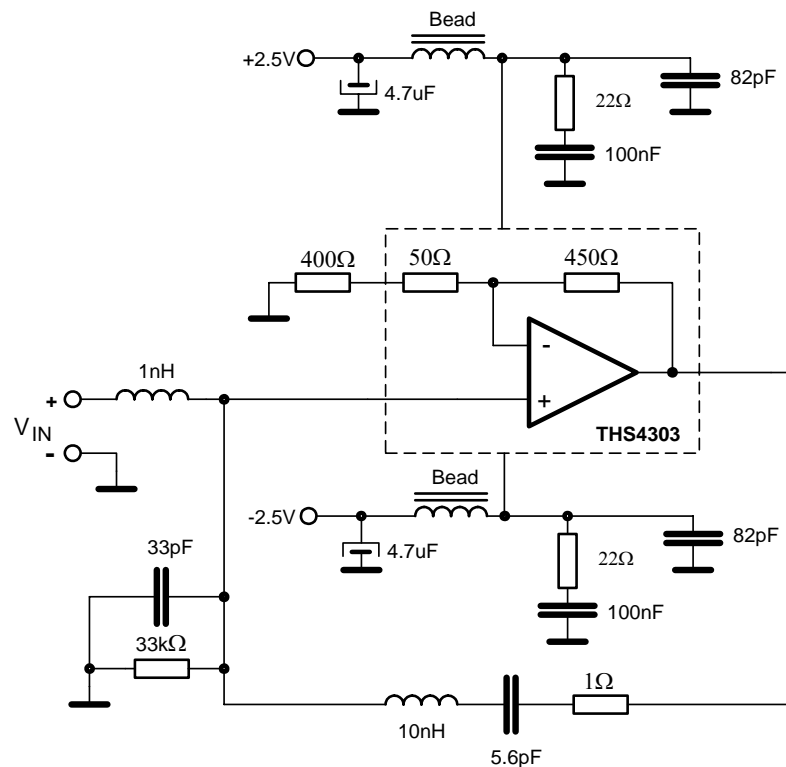 Bead
+2.5V
4.7uF
22Ω
82pF
100nF
400Ω
50Ω
450Ω
-
1nH
+
+
V_IN
-
THS4303
Bead
-2.5V
4.7uF
22Ω
82pF
33pF
100nF
33kΩ
1Ω
10nH
5.6pF